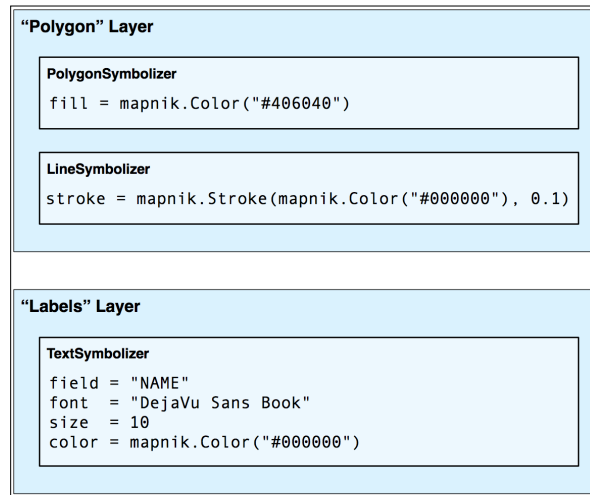 “Polygon” Layer
PolygonSymbolizer
fill = mapnik.Color("#406040")
LineSymbolizer
stroke = mapnik.Stroke(mapnik.Color("#000000"), 0.1)
“Labels” Layer
TextSymbolizer
field = "NAME"
font  = "DejaVu Sans Book"
size  = 10
color = mapnik.Color("#000000")